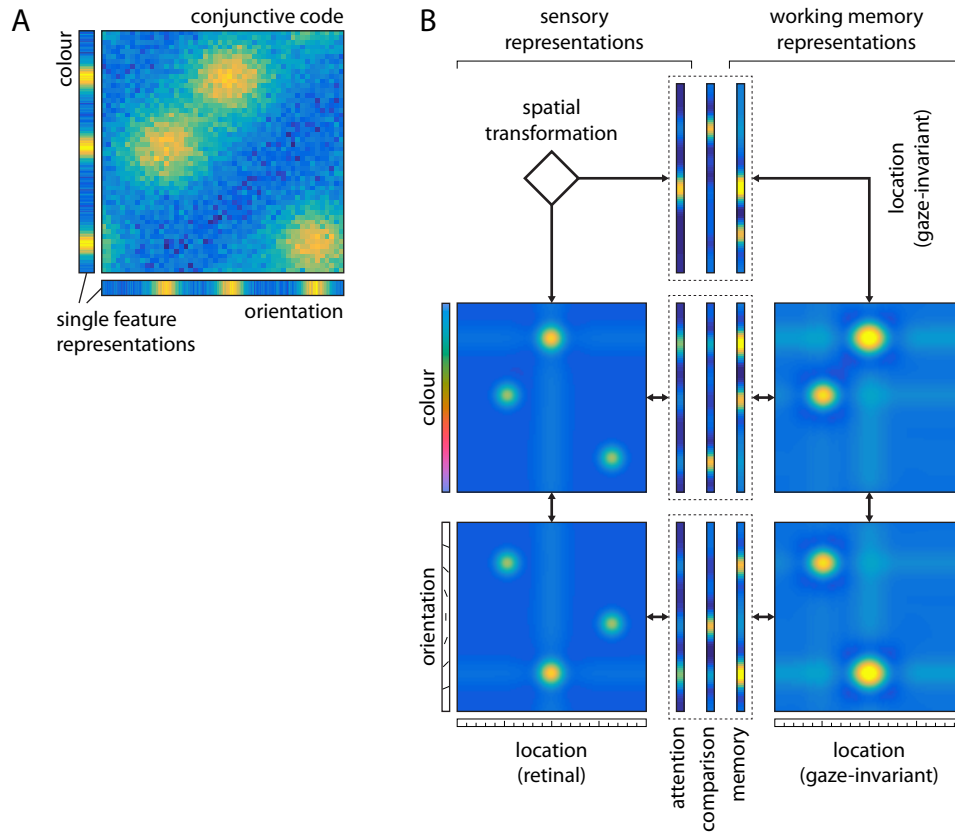 A
conjunctive code
colour
orientation
single feature
representations
B
sensory
representations
working memory
representations
spatial
transformation
location
(gaze-invariant)
colour
orientation
location
(retinal)
attention
comparison
memory
location
(gaze-invariant)